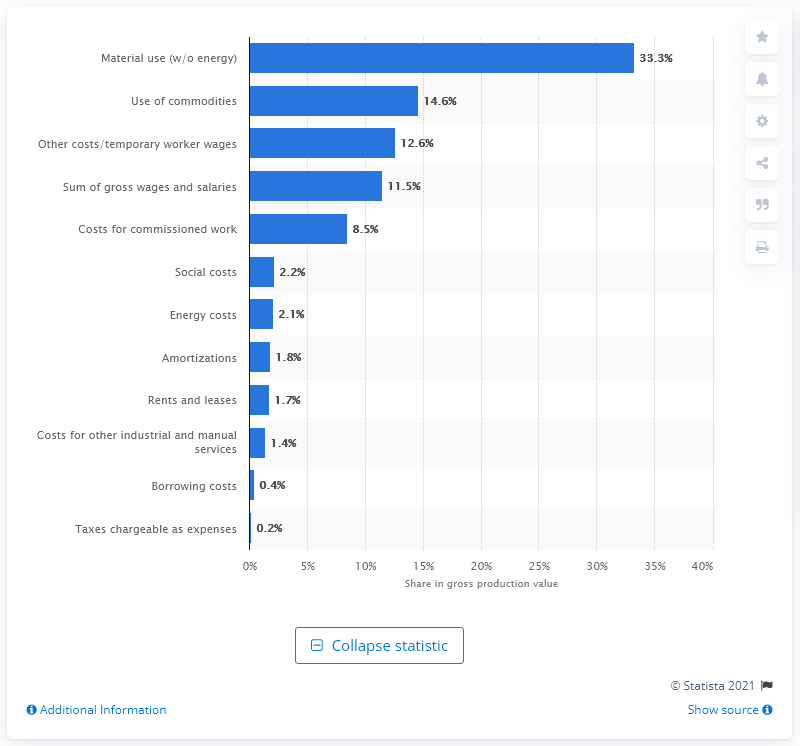 Material use (w/o energy)
33.3%
Use of commodities
14.6%
Other costs/temporary worker wages
12.6%
Sum of gross wages and salaries
11.5%
Costs for commissioned work
8.5%
Social costs
2.2%
Energy costs
2.1%
Amortizations
1.8%
Rents and leases
1.7%
Costs for other industrial and manual
services
1.4%
Borrowing costs
0.4%
Taxes chargeable as expenses
0.2%
0% 5% 10% 15% 20% 25% 30% 35% 40%
Share in gross production value
Collapse statistic
© Statista 2021
Additional Information
Show source